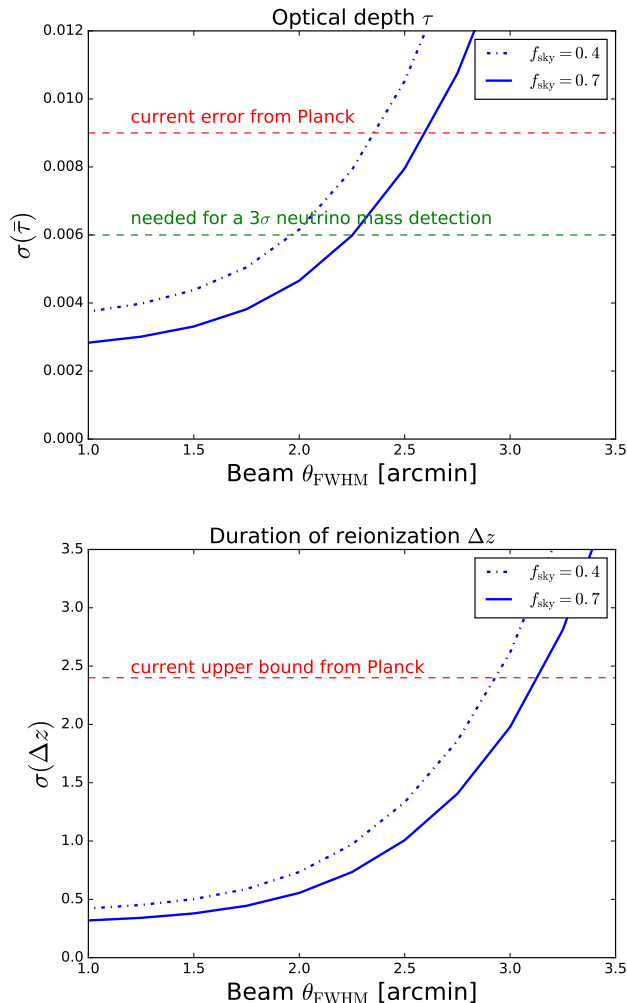 Optical depth τ
0.012
0.010
0.008
0.006
0.004
0.002
0.000
σ(τ̄)
f_sky = 0.4
f_sky = 0.7
current error from Planck
needed for a 3σ neutrino mass detection
1.0 1.5 2.0 2.5 3.0 3.5
Beam θ_FWHM [arcmin]
Duration of reionization Δz
3.5
3.0
2.5
2.0
1.5
1.0
0.5
0.0
σ(Δz)
f_sky = 0.4
f_sky = 0.7
current upper bound from Planck
1.0 1.5 2.0 2.5 3.0 3.5
Beam θ_FWHM [arcmin]